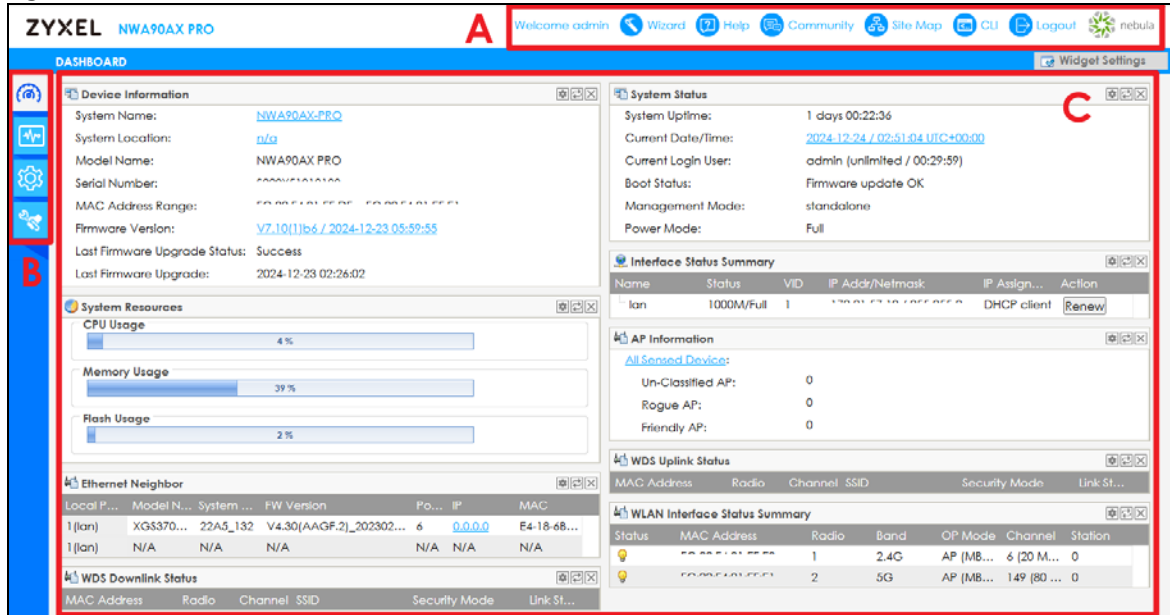 ZYXEL NWA90AX PRO
A
Welcome admin Wizard Help Community Site Map CLI Logout nebula
DASHBOARD
Widget Settings
B
C
Device Information
System Name: NWA90AX-PRO
System Location: n/a
Model Name: NWA90AX PRO
Serial Number:
MAC Address Range:
Firmware Version: V7.10(1)b6 / 2024-12-23 05:59:55
Last Firmware Upgrade Status: Success
Last Firmware Upgrade: 2024-12-23 02:26:02
System Resources
CPU Usage
4 %
Memory Usage
39 %
Flash Usage
2 %
Ethernet Neighbor
Local P... Model N... System ... FW Version Po... IP MAC
1(lan) XGS370... 22A5_132 V4.30(AAGF.2)_202302... 6 0.0.0.0 E4-18-6B...
1(lan) N/A N/A N/A N/A N/A N/A
WDS Downlink Status
MAC Address Radio Channel SSID Security Mode Link St...
System Status
System Uptime: 1 days 00:22:36
Current Date/Time: 2024-12-24 / 02:51:04 UTC+00:00
Current Login User: admin (unlimited / 00:29:59)
Boot Status: Firmware update OK
Management Mode: standalone
Power Mode: Full
Interface Status Summary
Name Status VID IP Addr/Netmask IP Assign... Action
lan 1000M/Full 1 DHCP client Renew
AP Information
All Sensed Device:
Un-Classified AP: 0
Rogue AP: 0
Friendly AP: 0
WDS Uplink Status
MAC Address Radio Channel SSID Security Mode Link St...
WLAN Interface Status Summary
Status MAC Address Radio Band OP Mode Channel Station
1 2.4G AP (MB... 6 (20 M... 0
2 5G AP (MB... 149 (80 ... 0